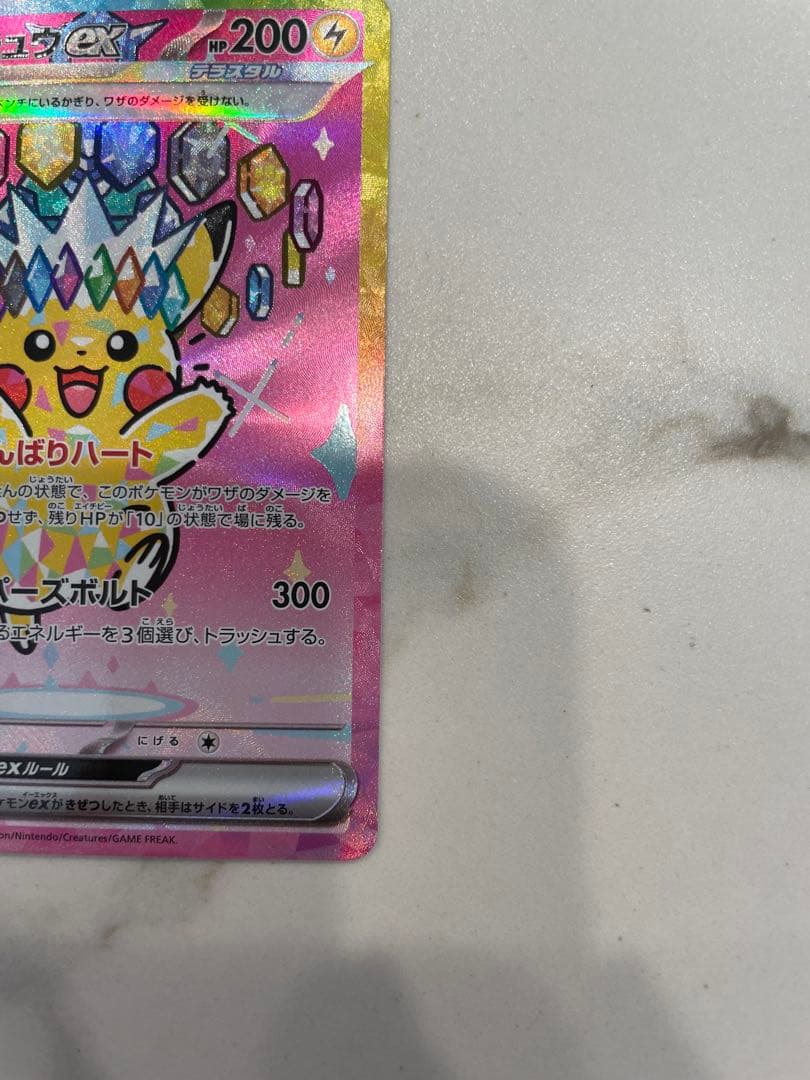 ュウex HP200
テラスタル
ンチにいるかぎり、ワザのダメージを受けない。
んばりハート
んの状態で、このポケモンがワザのダメージを
せず、残りHPが「10」の状態で場に残る。
パーズボルト 300
るエネルギーを3個選び、トラッシュする。
にげる
exルール
ケモンexがきぜつしたとき、相手はサイドを2枚とる。
on/Nintendo/Creatures/GAME FREAK.